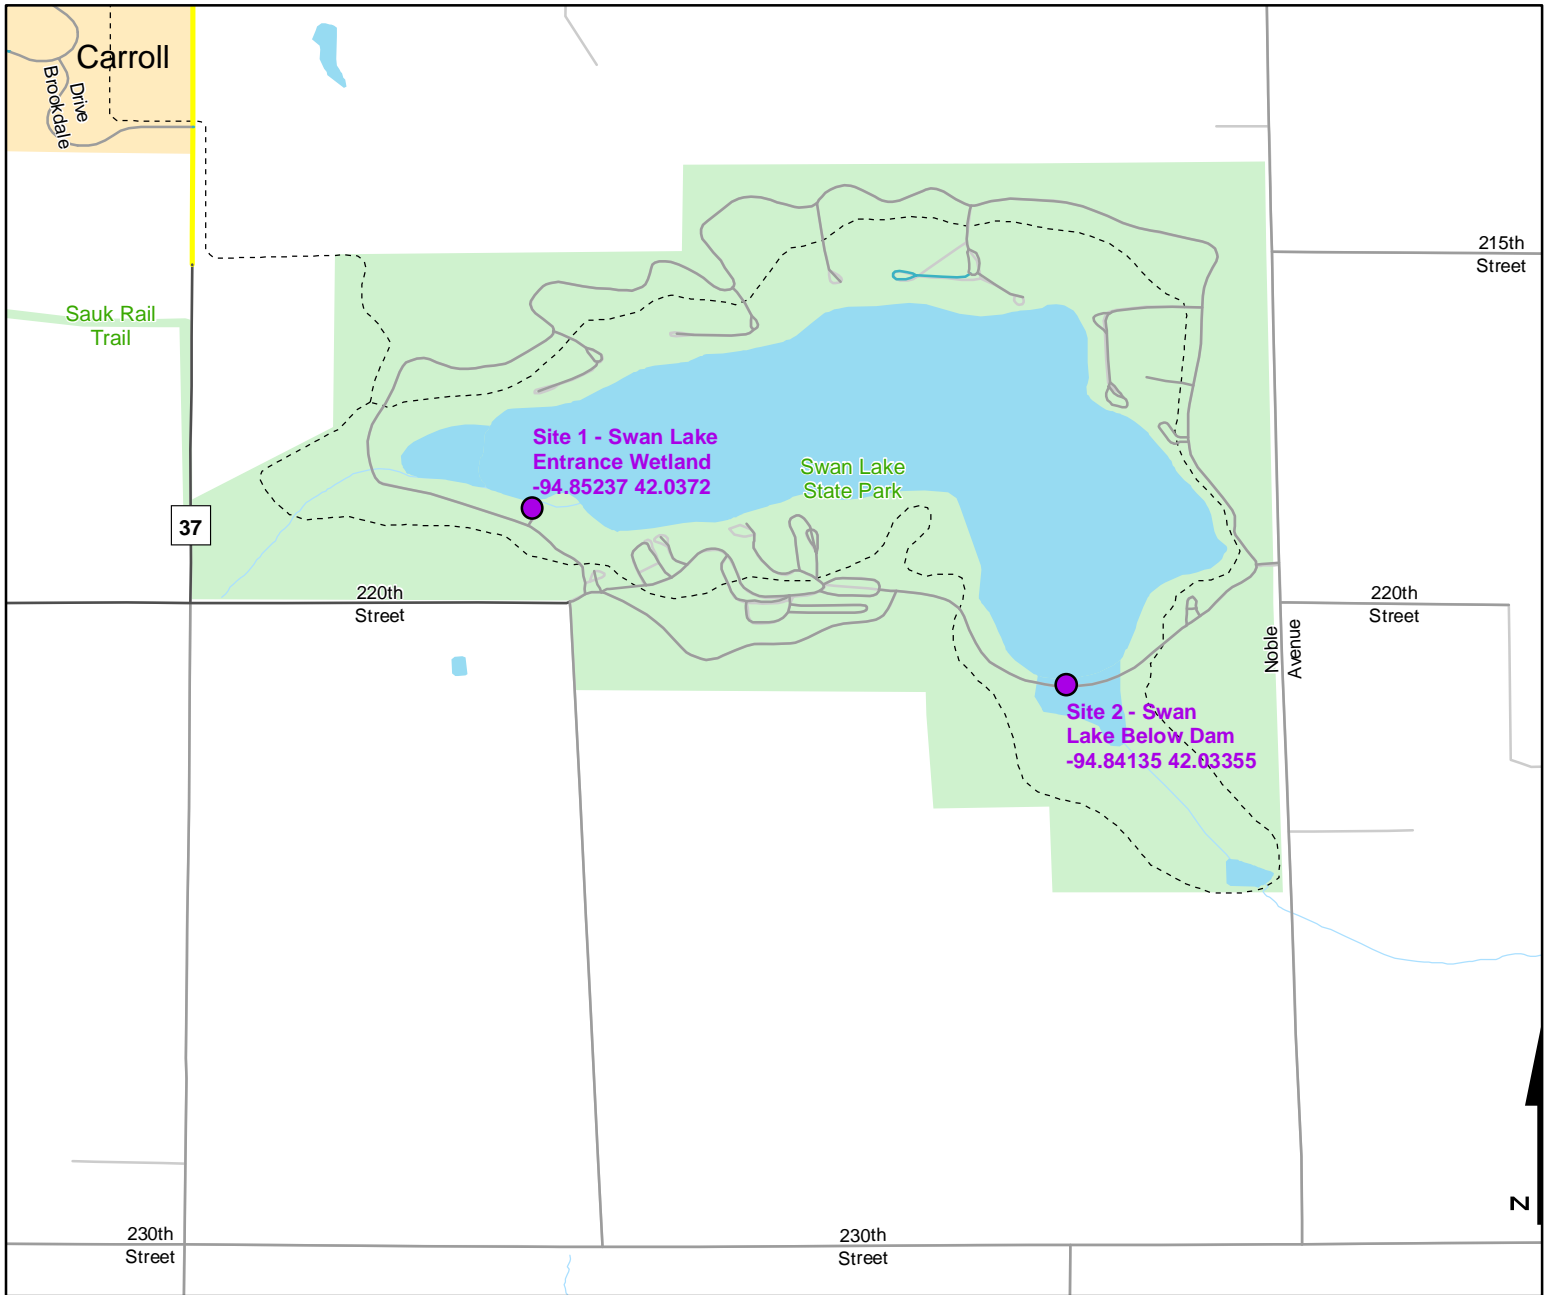 Carroll
Brookdale
Drive
215th
Street
Sauk Rail
Trail
Site 1 - Swan Lake
Entrance Wetland
-94.85237 42.0372
Swan Lake
State Park
37
220th
Street
220th
Street
Noble
Avenue
Site 2 - Swan
Lake Below Dam
-94.84135 42.03355
N
230th
Street
230th
Street